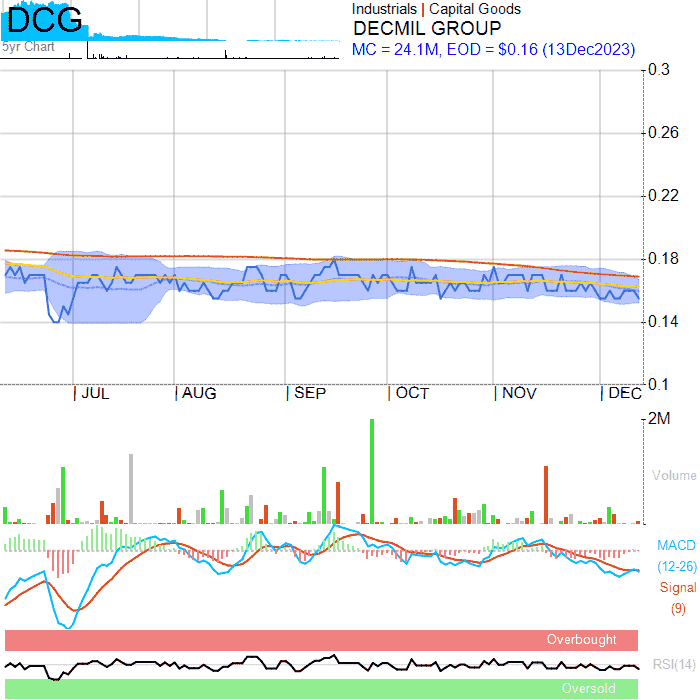 DCG
5yr Chart
Industrials | Capital Goods
DECMIL GROUP
MC = 24.1M, EOD = $0.16 (13Dec2023)
0.3
0.26
0.22
0.18
0.14
0.1
JUL AUG SEP OCT NOV DEC
2M
Volume
MACD
(12-26)
Signal
(9)
Overbought
RSI(14)
Oversold